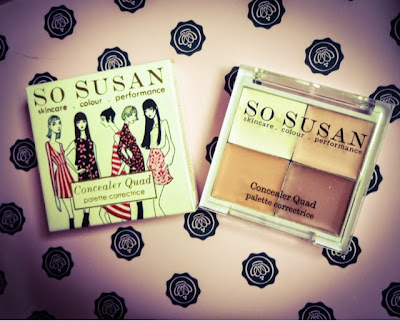 SO SUSAN
skincare . colour . performance
Concealer Quad
palette correctrice
SO SUSAN
skincare . colour . performance
Concealer Quad
palette correctrice